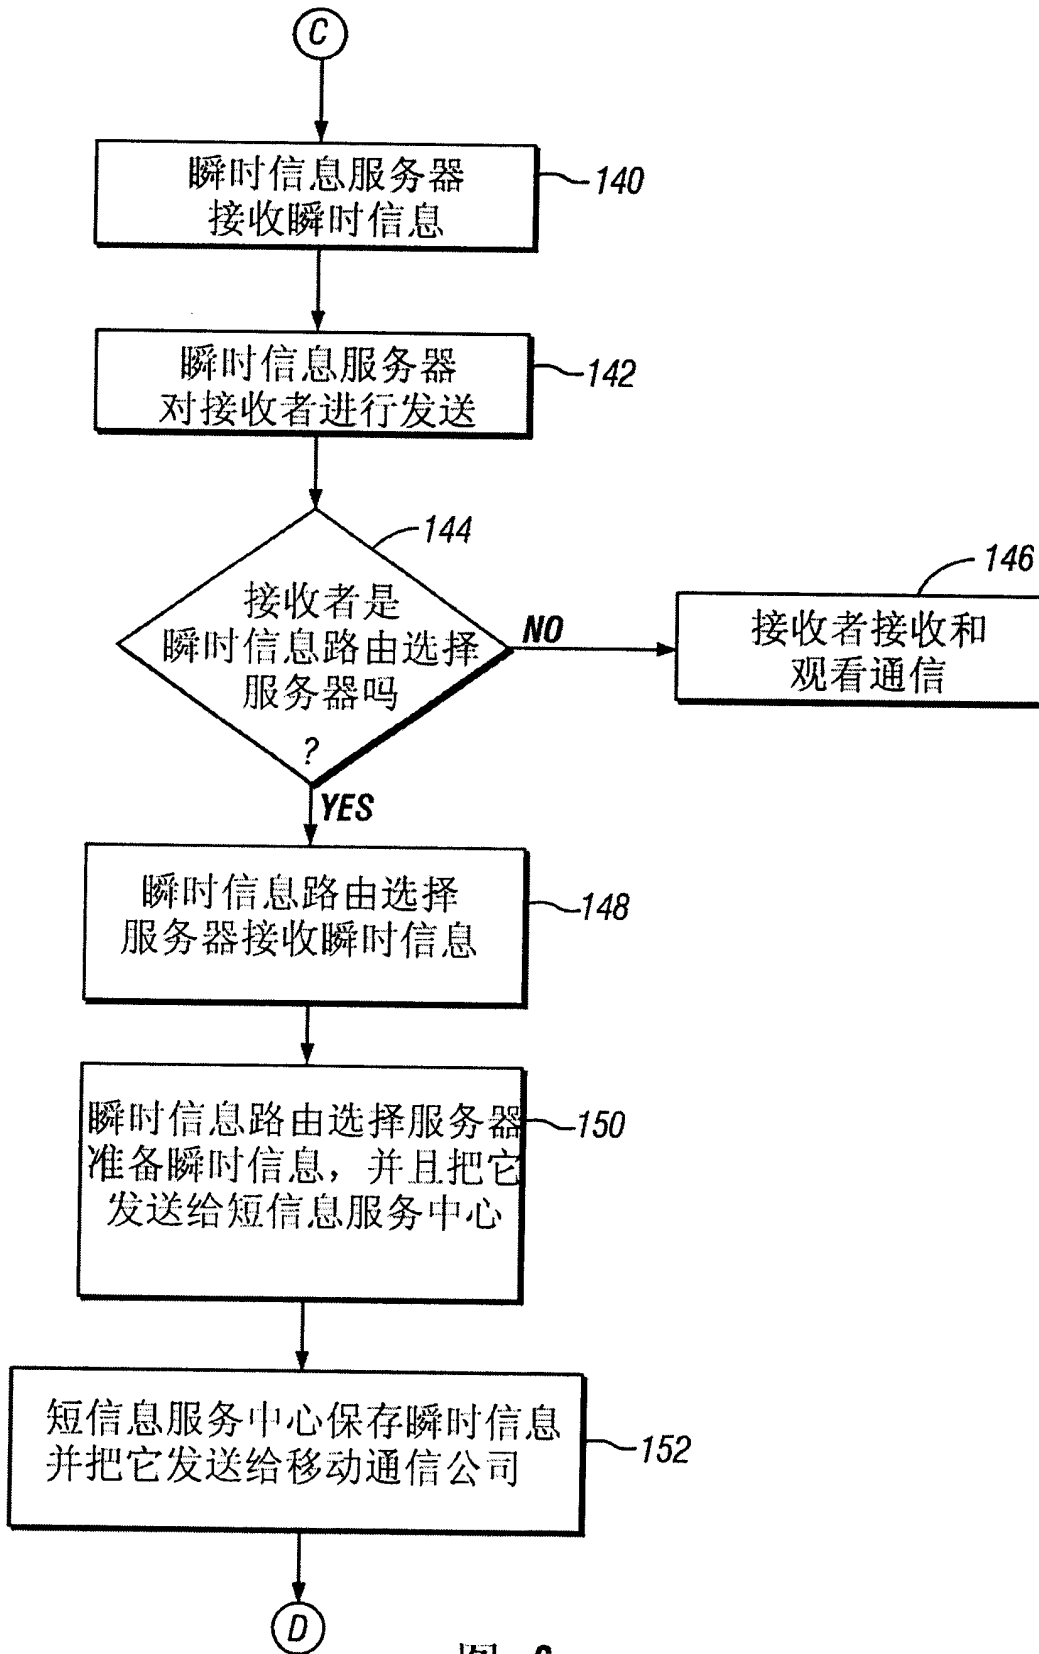 C
瞬时信息服务器
接收瞬时信息
140
瞬时信息服务器
对接收者进行发送
142
144
接收者是
瞬时信息路由选择
服务器吗
?
NO
146
接收者接收和
观看通信
YES
瞬时信息路由选择
服务器接收瞬时信息
148
瞬时信息路由选择服务器
准备瞬时信息，并且把它
发送给短信息服务中心
150
短信息服务中心保存瞬时信息
并把它发送给移动通信公司
152
D
图